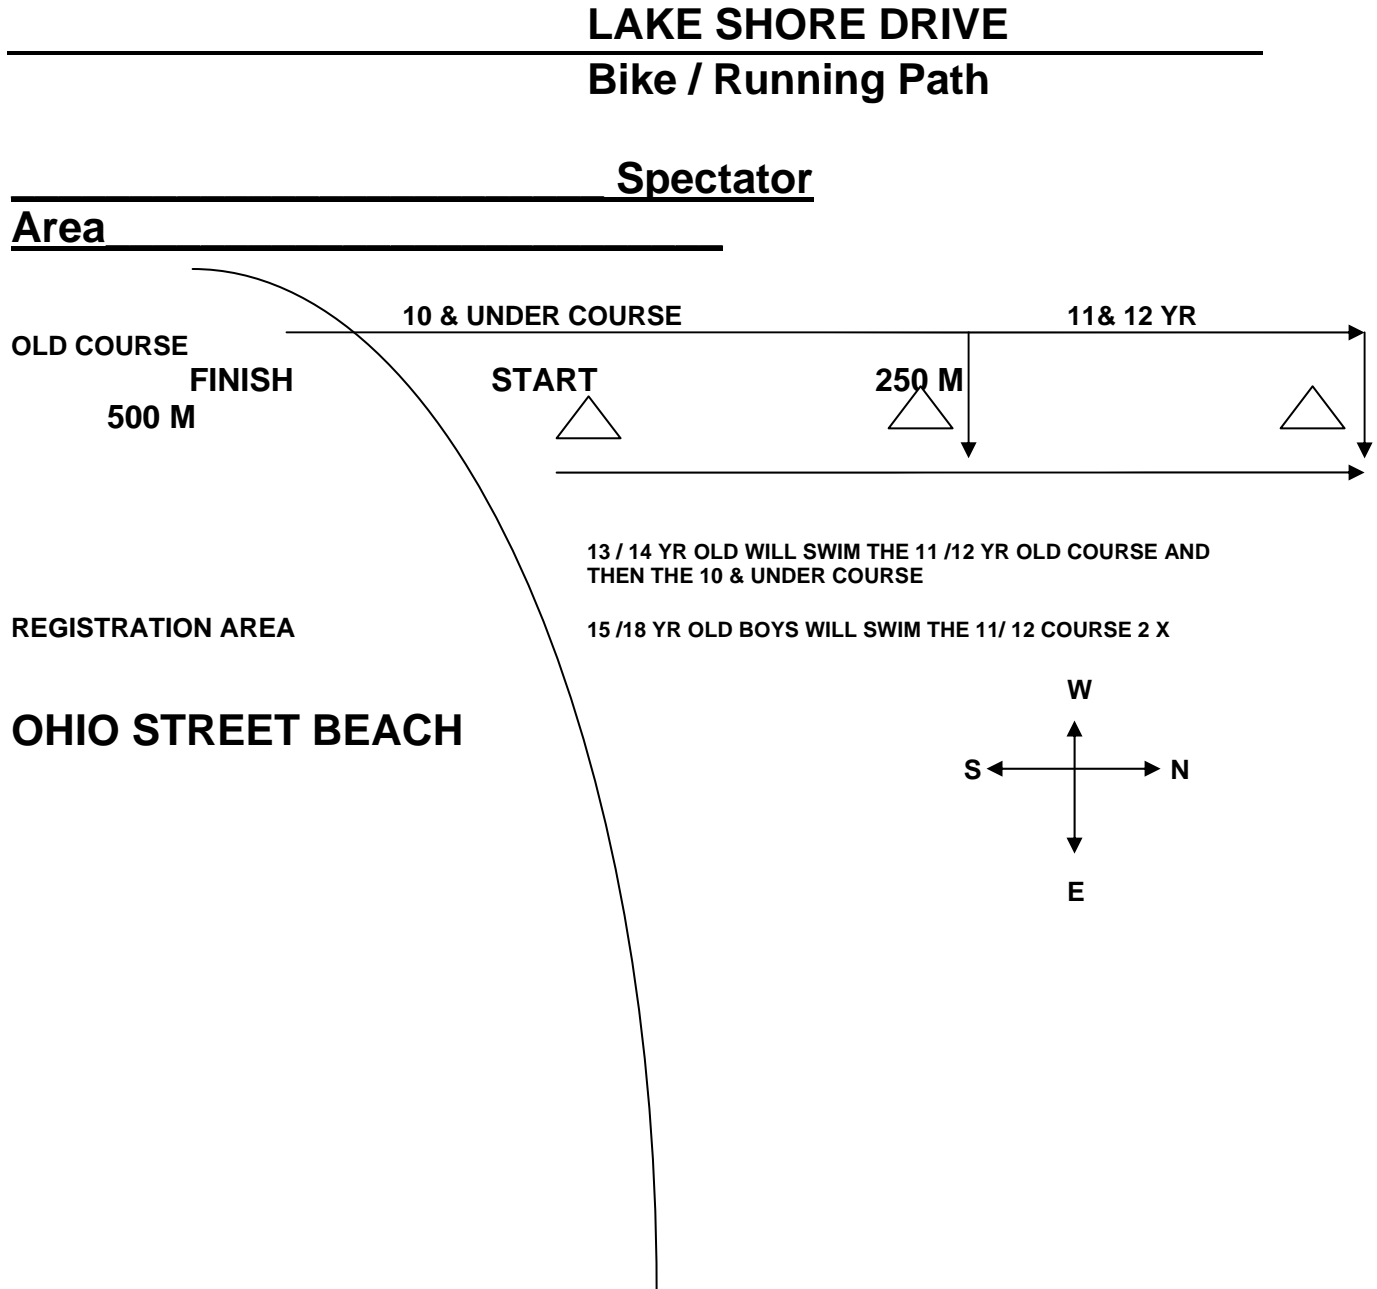 LAKE SHORE DRIVE
Bike / Running Path
_________________________ Spectator
Area__________________________
10 & UNDER COURSE 11& 12 YR
OLD COURSE
FINISH START 250 M
500 M
13 / 14 YR OLD WILL SWIM THE 11 /12 YR OLD COURSE AND
THEN THE 10 & UNDER COURSE
REGISTRATION AREA 15 /18 YR OLD BOYS WILL SWIM THE 11/ 12 COURSE 2 X
W
OHIO STREET BEACH
S N
E